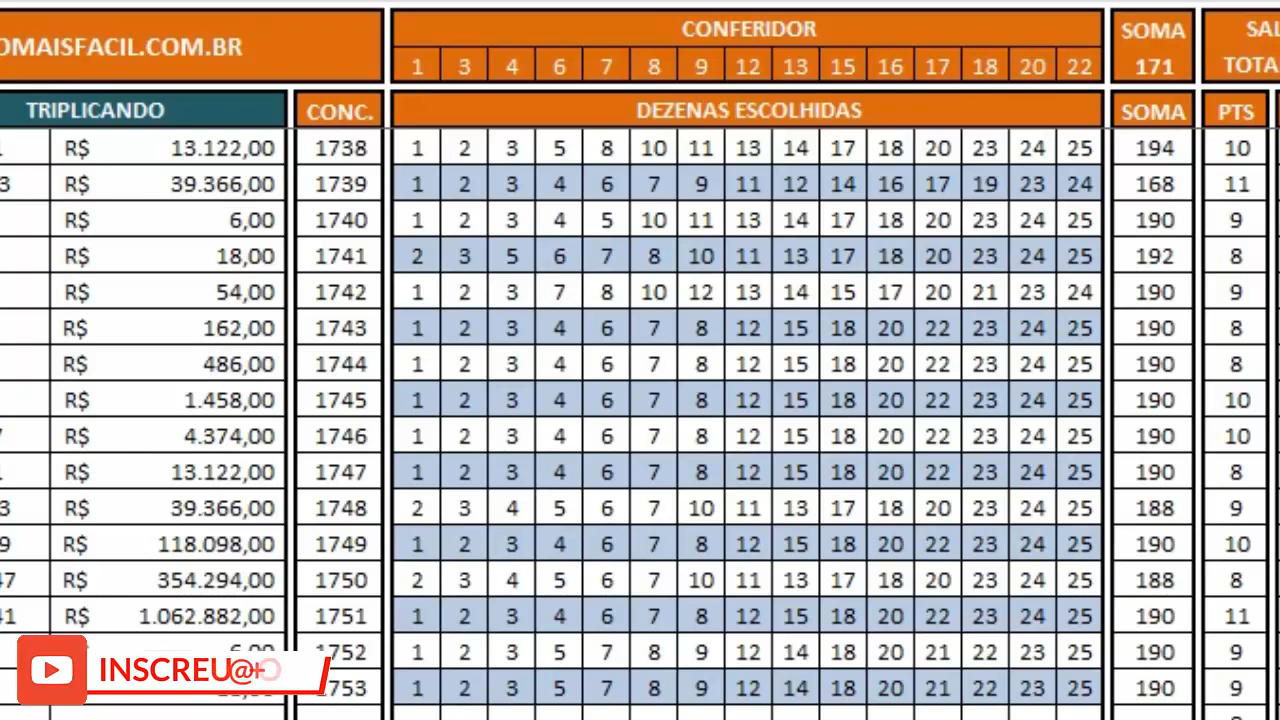 OMAISFACIL.COM.BR CONFERIDOR SOMA
1 3 4 6 7 8 9 12 13 15 16 17 18 20 22 171
TRIPLICANDO CONC. DEZENAS ESCOLHIDAS SOMA PTS
R$ 13.122,00 1738 1 2 3 5 8 10 11 13 14 17 18 20 23 24 25 194 10
3 R$ 39.366,00 1739 1 2 3 4 6 7 9 11 12 14 16 17 19 23 24 168 11
R$ 6,00 1740 1 2 3 4 5 10 11 13 14 17 18 20 23 24 25 190 9
R$ 18,00 1741 2 3 5 6 7 8 10 11 13 17 18 20 23 24 25 192 8
R$ 54,00 1742 1 2 3 7 8 10 12 13 14 15 17 20 21 23 24 190 9
R$ 162,00 1743 1 2 3 4 6 7 8 12 15 18 20 22 23 24 25 190 8
R$ 486,00 1744 1 2 3 4 6 7 8 12 15 18 20 22 23 24 25 190 8
R$ 1.458,00 1745 1 2 3 4 6 7 8 12 15 18 20 22 23 24 25 190 10
R$ 4.374,00 1746 1 2 3 4 6 7 8 12 15 18 20 22 23 24 25 190 10
R$ 13.122,00 1747 1 2 3 4 6 7 8 12 15 18 20 22 23 24 25 190 8
3 R$ 39.366,00 1748 2 3 4 5 6 7 10 11 13 17 18 20 23 24 25 188 9
9 R$ 118.098,00 1749 1 2 3 4 6 7 8 12 15 18 20 22 23 24 25 190 10
47 R$ 354.294,00 1750 2 3 4 5 6 7 10 11 13 17 18 20 23 24 25 188 8
41 R$ 1.062.882,00 1751 1 2 3 4 6 7 8 12 15 18 20 22 23 24 25 190 11
1752 1 2 3 5 7 8 9 12 14 18 20 21 22 23 25 190 9
1753 1 2 3 5 7 8 9 12 14 18 20 21 22 23 25 190 9